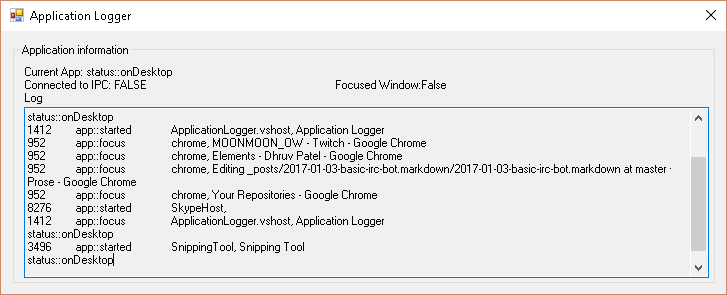 Application Logger
Application information
Current App: status::onDesktop
Connected to IPC: FALSE Focused Window:False
Log
status::onDesktop
1412 app::started ApplicationLogger.vshost, Application Logger
952 app::focus chrome, MOONMOON_OW - Twitch - Google Chrome
952 app::focus chrome, Elements - Dhruv Patel - Google Chrome
952 app::focus chrome, Editing _posts/2017-01-03-basic-irc-bot.markdown/2017-01-03-basic-irc-bot.markdown at master ·
Prose - Google Chrome
952 app::focus chrome, Your Repositories - Google Chrome
8276 app::started SkypeHost,
1412 app::focus ApplicationLogger.vshost, Application Logger
status::onDesktop
3496 app::started SnippingTool, Snipping Tool
status::onDesktop